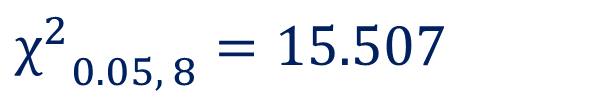 χ²₀.₀₅, ₈ = 15.507